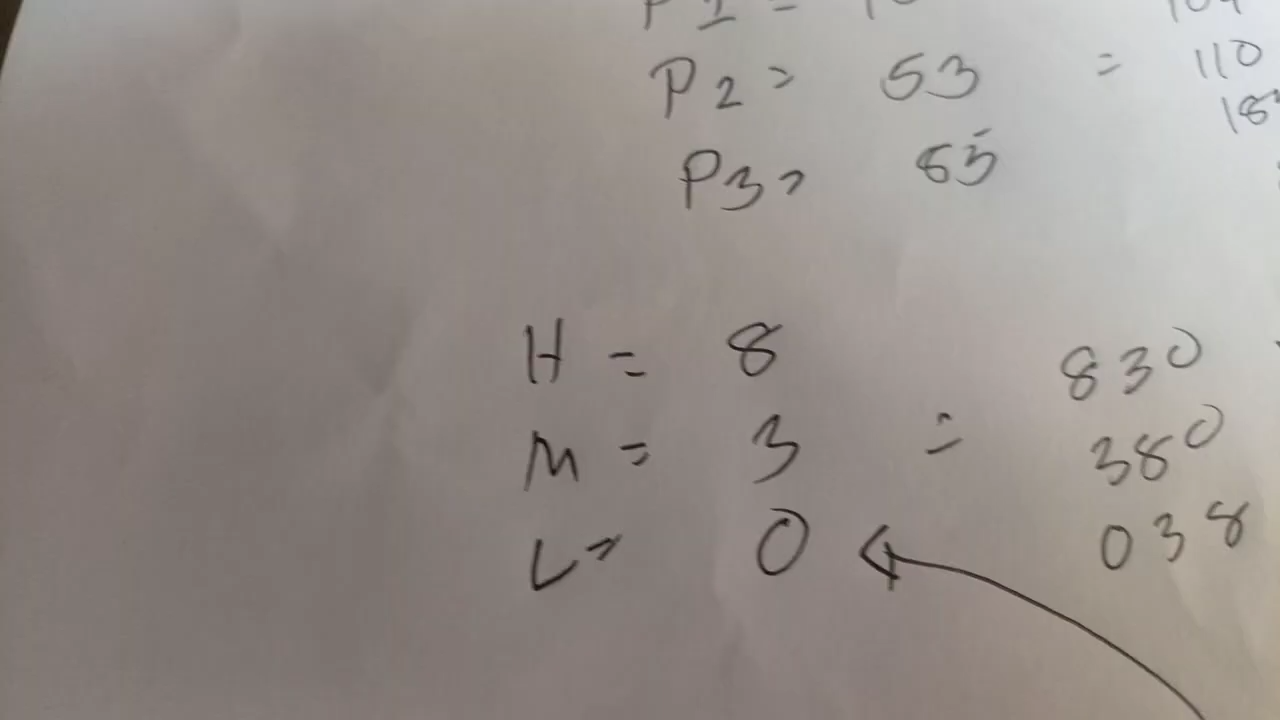 P2 = 53 = 110
P3 = 55
H = 8 830
M = 3 = 380
L = 0 038